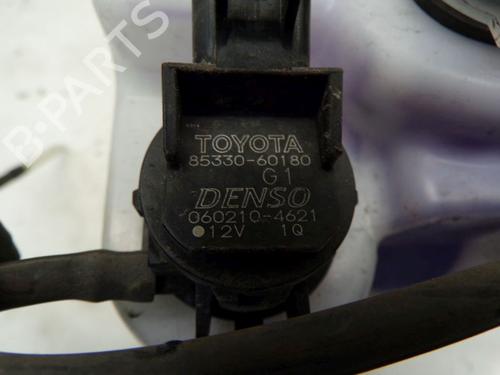 TOYOTA
85330-60180
G1
DENSO
060210-4621
12V 1Q
B-PARTS